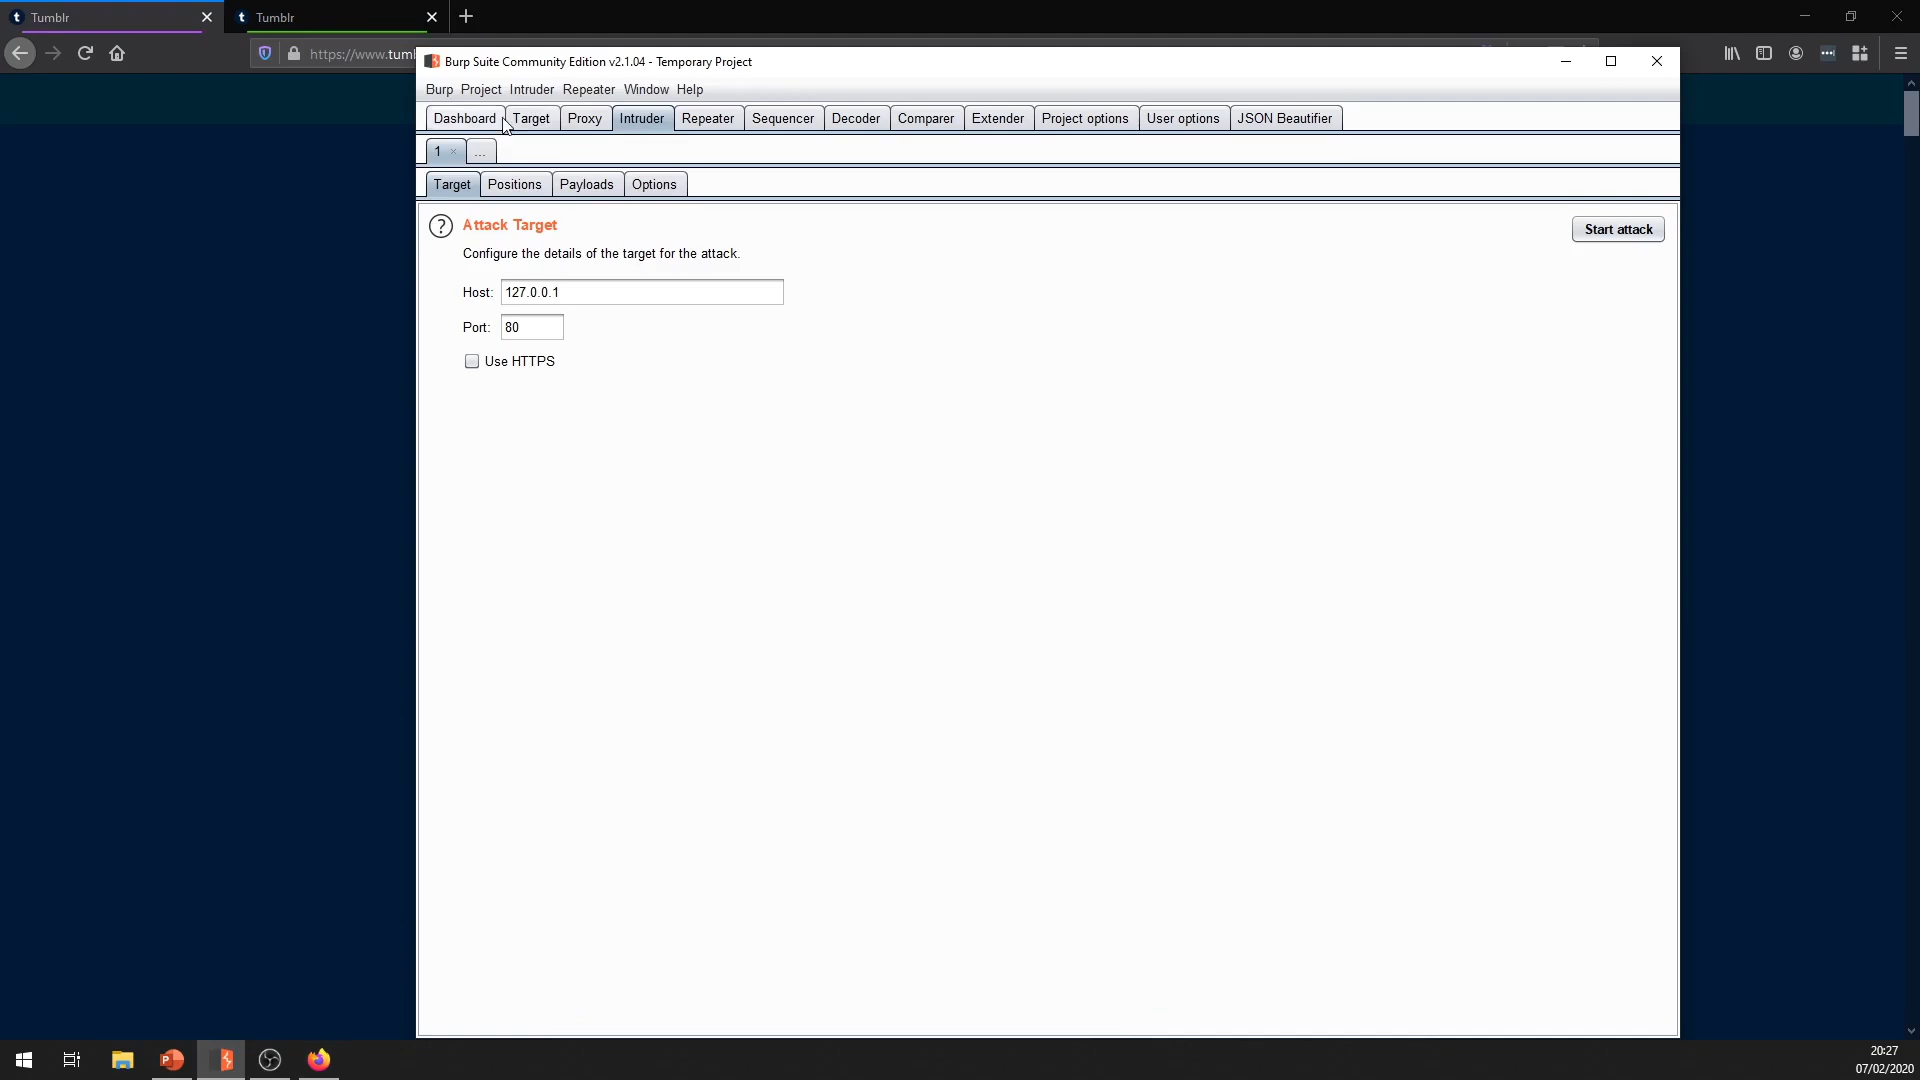 Tumblr
Tumblr
https://www.tum
Burp Suite Community Edition v2.1.04 - Temporary Project
Burp Project Intruder Repeater Window Help
Dashboard Target Proxy Intruder Repeater Sequencer Decoder Comparer Extender Project options User options JSON Beautifier
1 × ...
Target Positions Payloads Options
? Attack Target
Start attack
Configure the details of the target for the attack.
Host: 127.0.0.1
Port: 80
Use HTTPS
20:27
07/02/2020